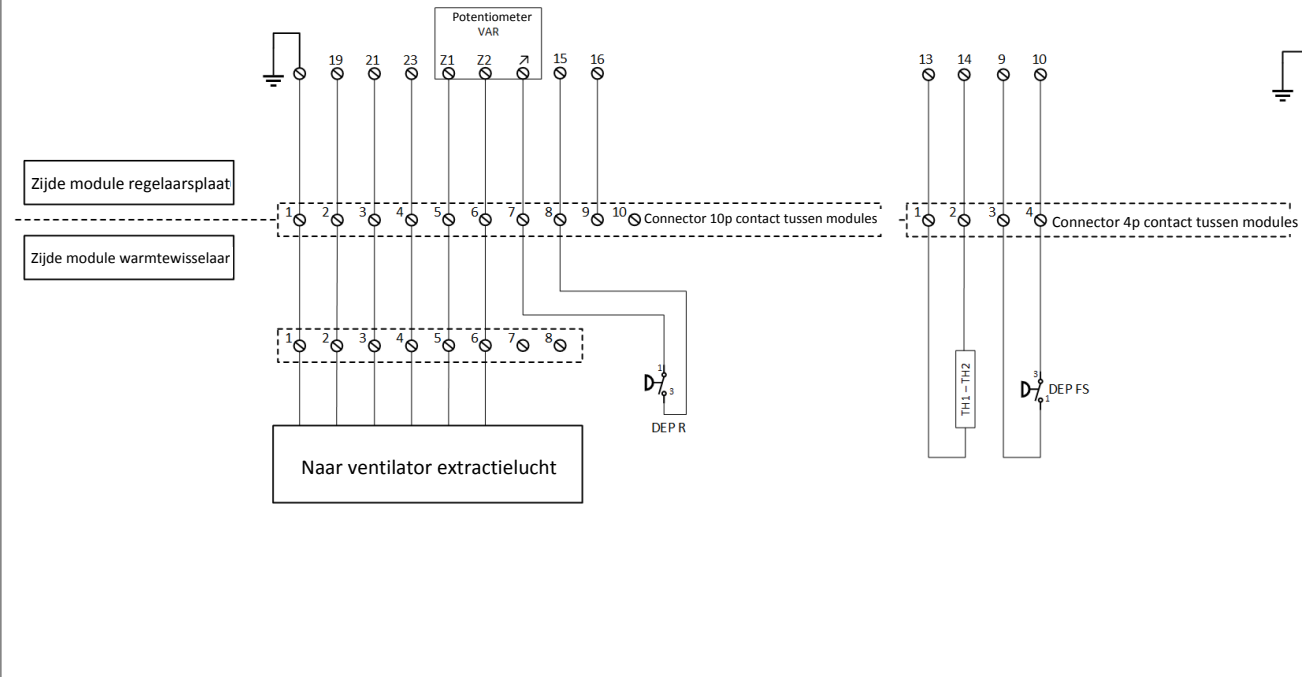 Potentiometer
VAR
19 21 23 Z1 Z2 15 16
13 14 9 10
Zijde module regelaarsplaat
1 2 3 4 5 6 7 8 9 10 Connector 10p contact tussen modules
1 2 3 4 Connector 4p contact tussen modules
Zijde module warmtewisselaar
1 2 3 4 5 6 7 8
1
3
DEP R
TH1 – TH2
3
1
DEP FS
Naar ventilator extractielucht